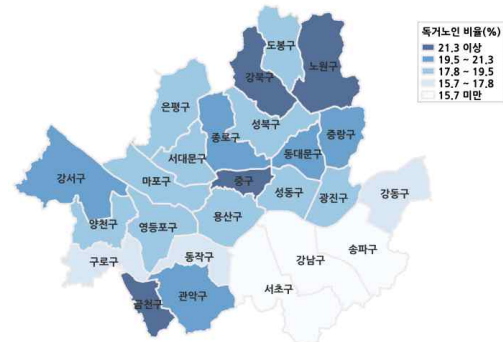 독거노인 비율(%)
21.3 이상
19.5 ~ 21.3
17.8 ~ 19.5
15.7 ~ 17.8
15.7 미만
도봉구
노원구
강북구
은평구
성북구
중랑구
종로구
서대문구
동대문구
강서구
마포구
중구
성동구
광진구
강동구
양천구
용산구
영등포구
송파구
구로구
동작구
강남구
서초구
금천구
관악구